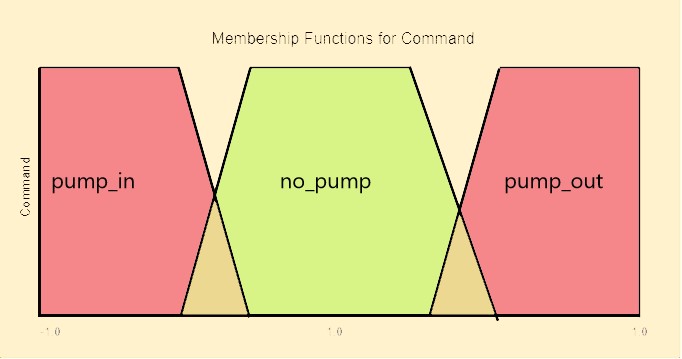 Membership Functions for Command
Command
pump_in
no_pump
pump_out
-1 0
1 0
1 0